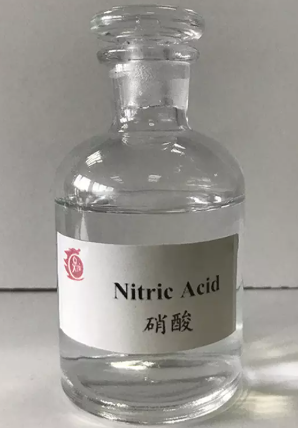 Nitric Acid
硝酸